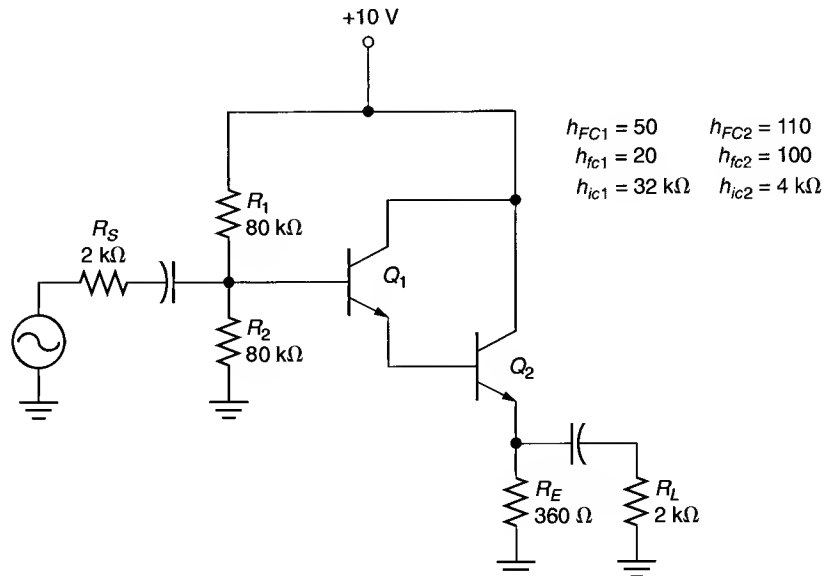 +10 V
h_FC1 = 50
h_FC2 = 110
h_fc1 = 20
h_fc2 = 100
h_ic1 = 32 kΩ
h_ic2 = 4 kΩ
R_1
80 kΩ
R_S
2 kΩ
Q_1
R_2
80 kΩ
Q_2
R_E
360 Ω
R_L
2 kΩ